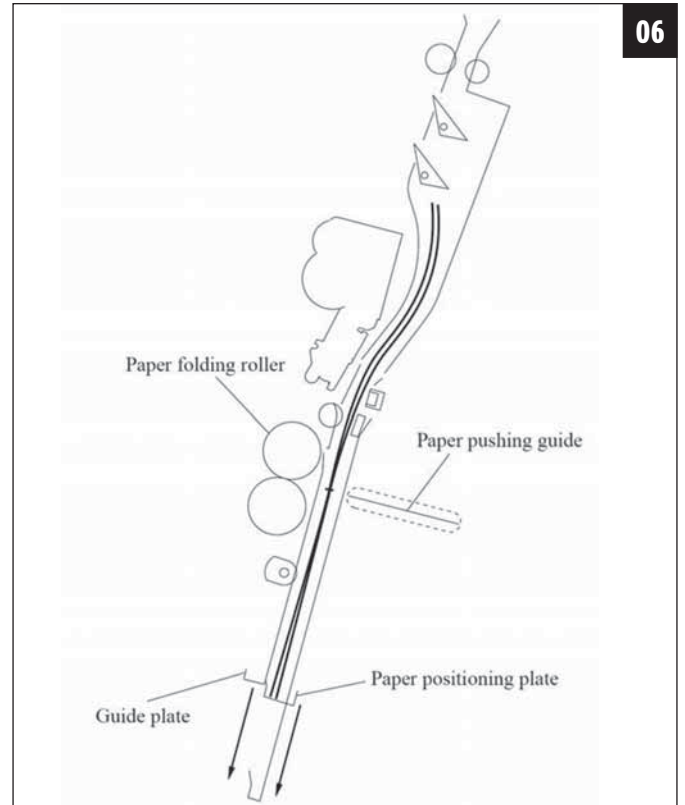 06
Paper folding roller
Paper pushing guide
Paper positioning plate
Guide plate